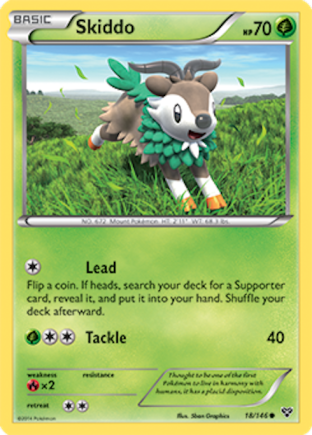 BASIC
Skiddo
HP70
NO. 672 Mount Pokémon HT: 2'11" WT: 68.3 lbs.
Lead
Flip a coin. If heads, search your deck for a Supporter
card, reveal it, and put it into your hand. Shuffle your
deck afterward.
Tackle 40
weakness resistance
×2
retreat
Thought to be one of the first
Pokémon to live in harmony with
humans, it has a placid disposition.
©2014 Pokémon
Illus. 5ban Graphics 18/146
XY